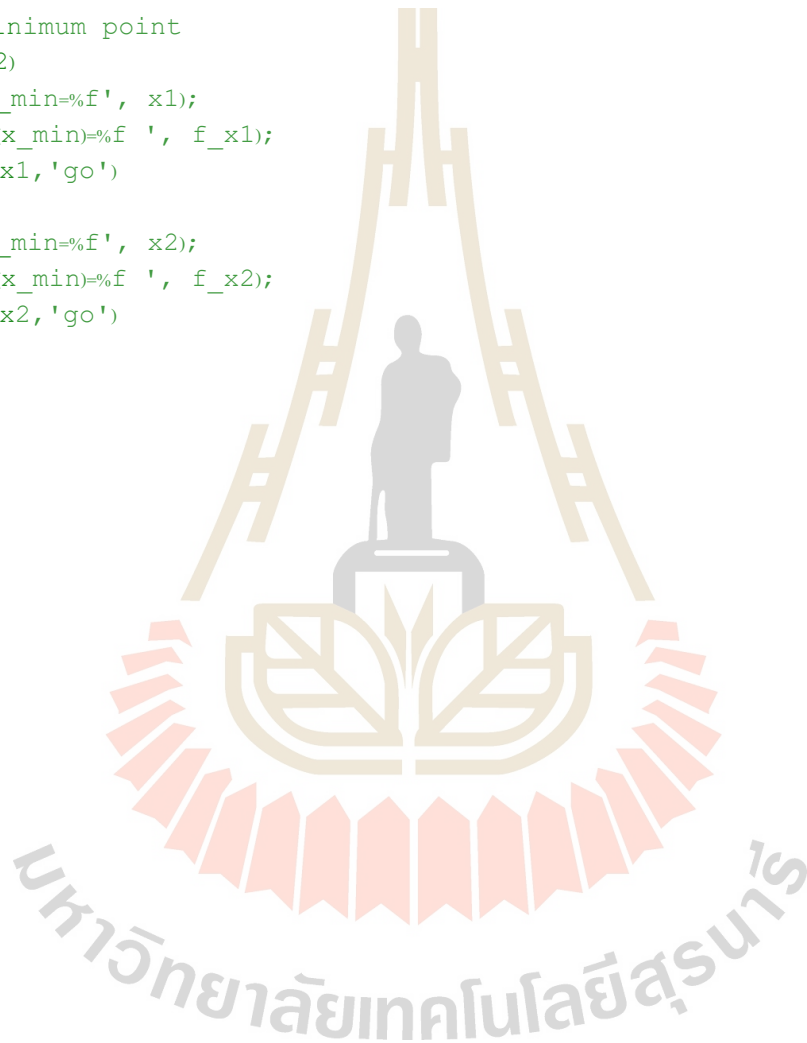 inimum point
2)
_min=%f', x1);
x_min)=%f ', f_x1);
x1,'go')
_min=%f', x2);
x_min)=%f ', f_x2);
x2,'go')
มหาวิทยาลัยเทคโนโลยีสุรนารี